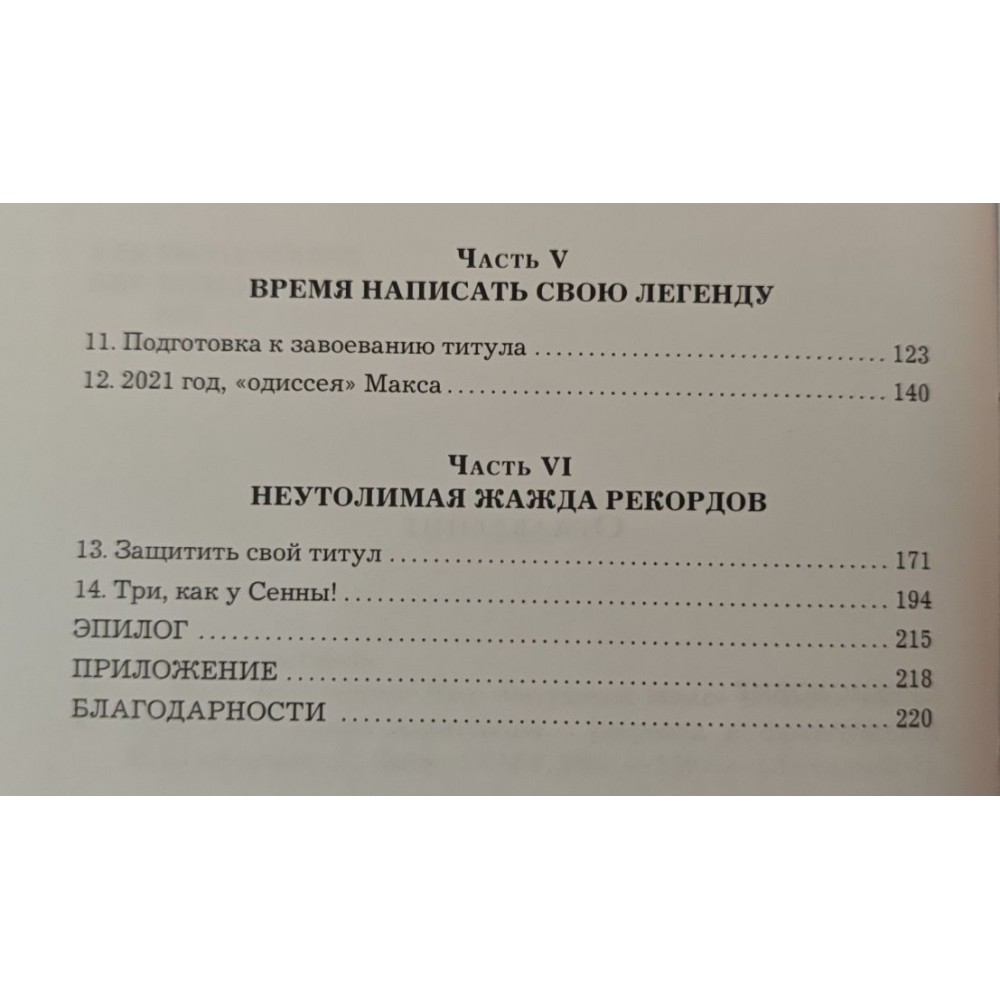 Часть V
ВРЕМЯ НАПИСАТЬ СВОЮ ЛЕГЕНДУ
11. Подготовка к завоеванию титула ........................................ 123
12. 2021 год, «одиссея» Макса ........................................ 140
Часть VI
НЕУТОЛИМАЯ ЖАЖДА РЕКОРДОВ
13. Защитить свой титул ........................................ 171
14. Три, как у Сенны! ........................................ 194
ЭПИЛОГ ........................................ 215
ПРИЛОЖЕНИЕ ........................................ 218
БЛАГОДАРНОСТИ ........................................ 220